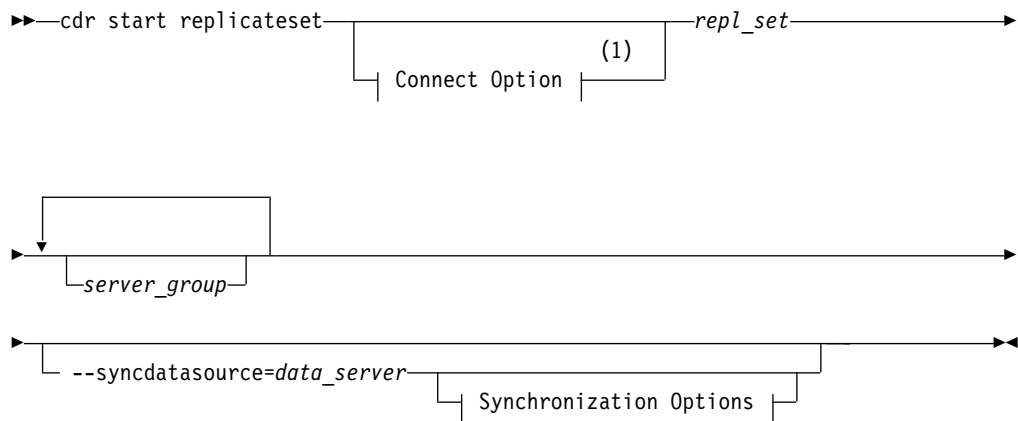 cdr start replicateset repl_set
(1)
Connect Option
server_group
--syncdatasource=data_server
Synchronization Options